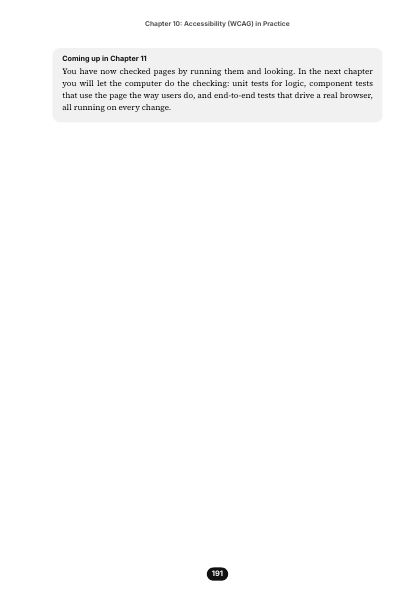 Chapter 10: Accessibility (WCAG) in Practice
Coming up in Chapter 11
You have now checked pages by running them and looking. In the next chapter
you will let the computer do the checking: unit tests for logic, component tests
that use the page the way users do, and end-to-end tests that drive a real browser,
all running on every change.
191